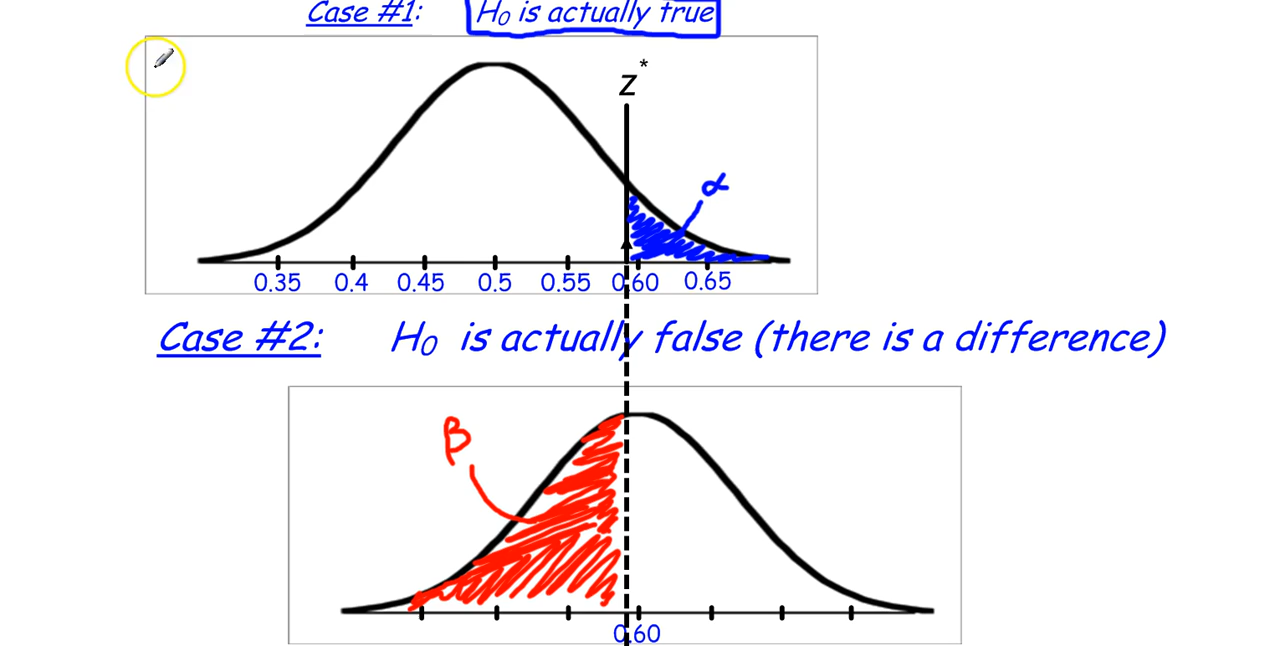 Case #1: H₀ is actually true
z*
α
0.35 0.4 0.45 0.5 0.55 0.60 0.65
Case #2: H₀ is actually false (there is a difference)
β
0.60